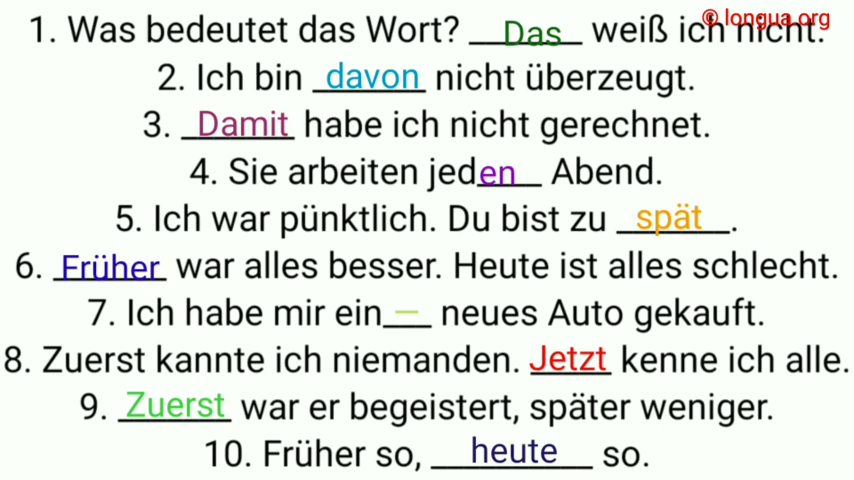 © longua.org
1. Was bedeutet das Wort? Das weiß ich nicht.
2. Ich bin davon nicht überzeugt.
3. Damit habe ich nicht gerechnet.
4. Sie arbeiten jeden Abend.
5. Ich war pünktlich. Du bist zu spät.
6. Früher war alles besser. Heute ist alles schlecht.
7. Ich habe mir ein— neues Auto gekauft.
8. Zuerst kannte ich niemanden. Jetzt kenne ich alle.
9. Zuerst war er begeistert, später weniger.
10. Früher so, heute so.